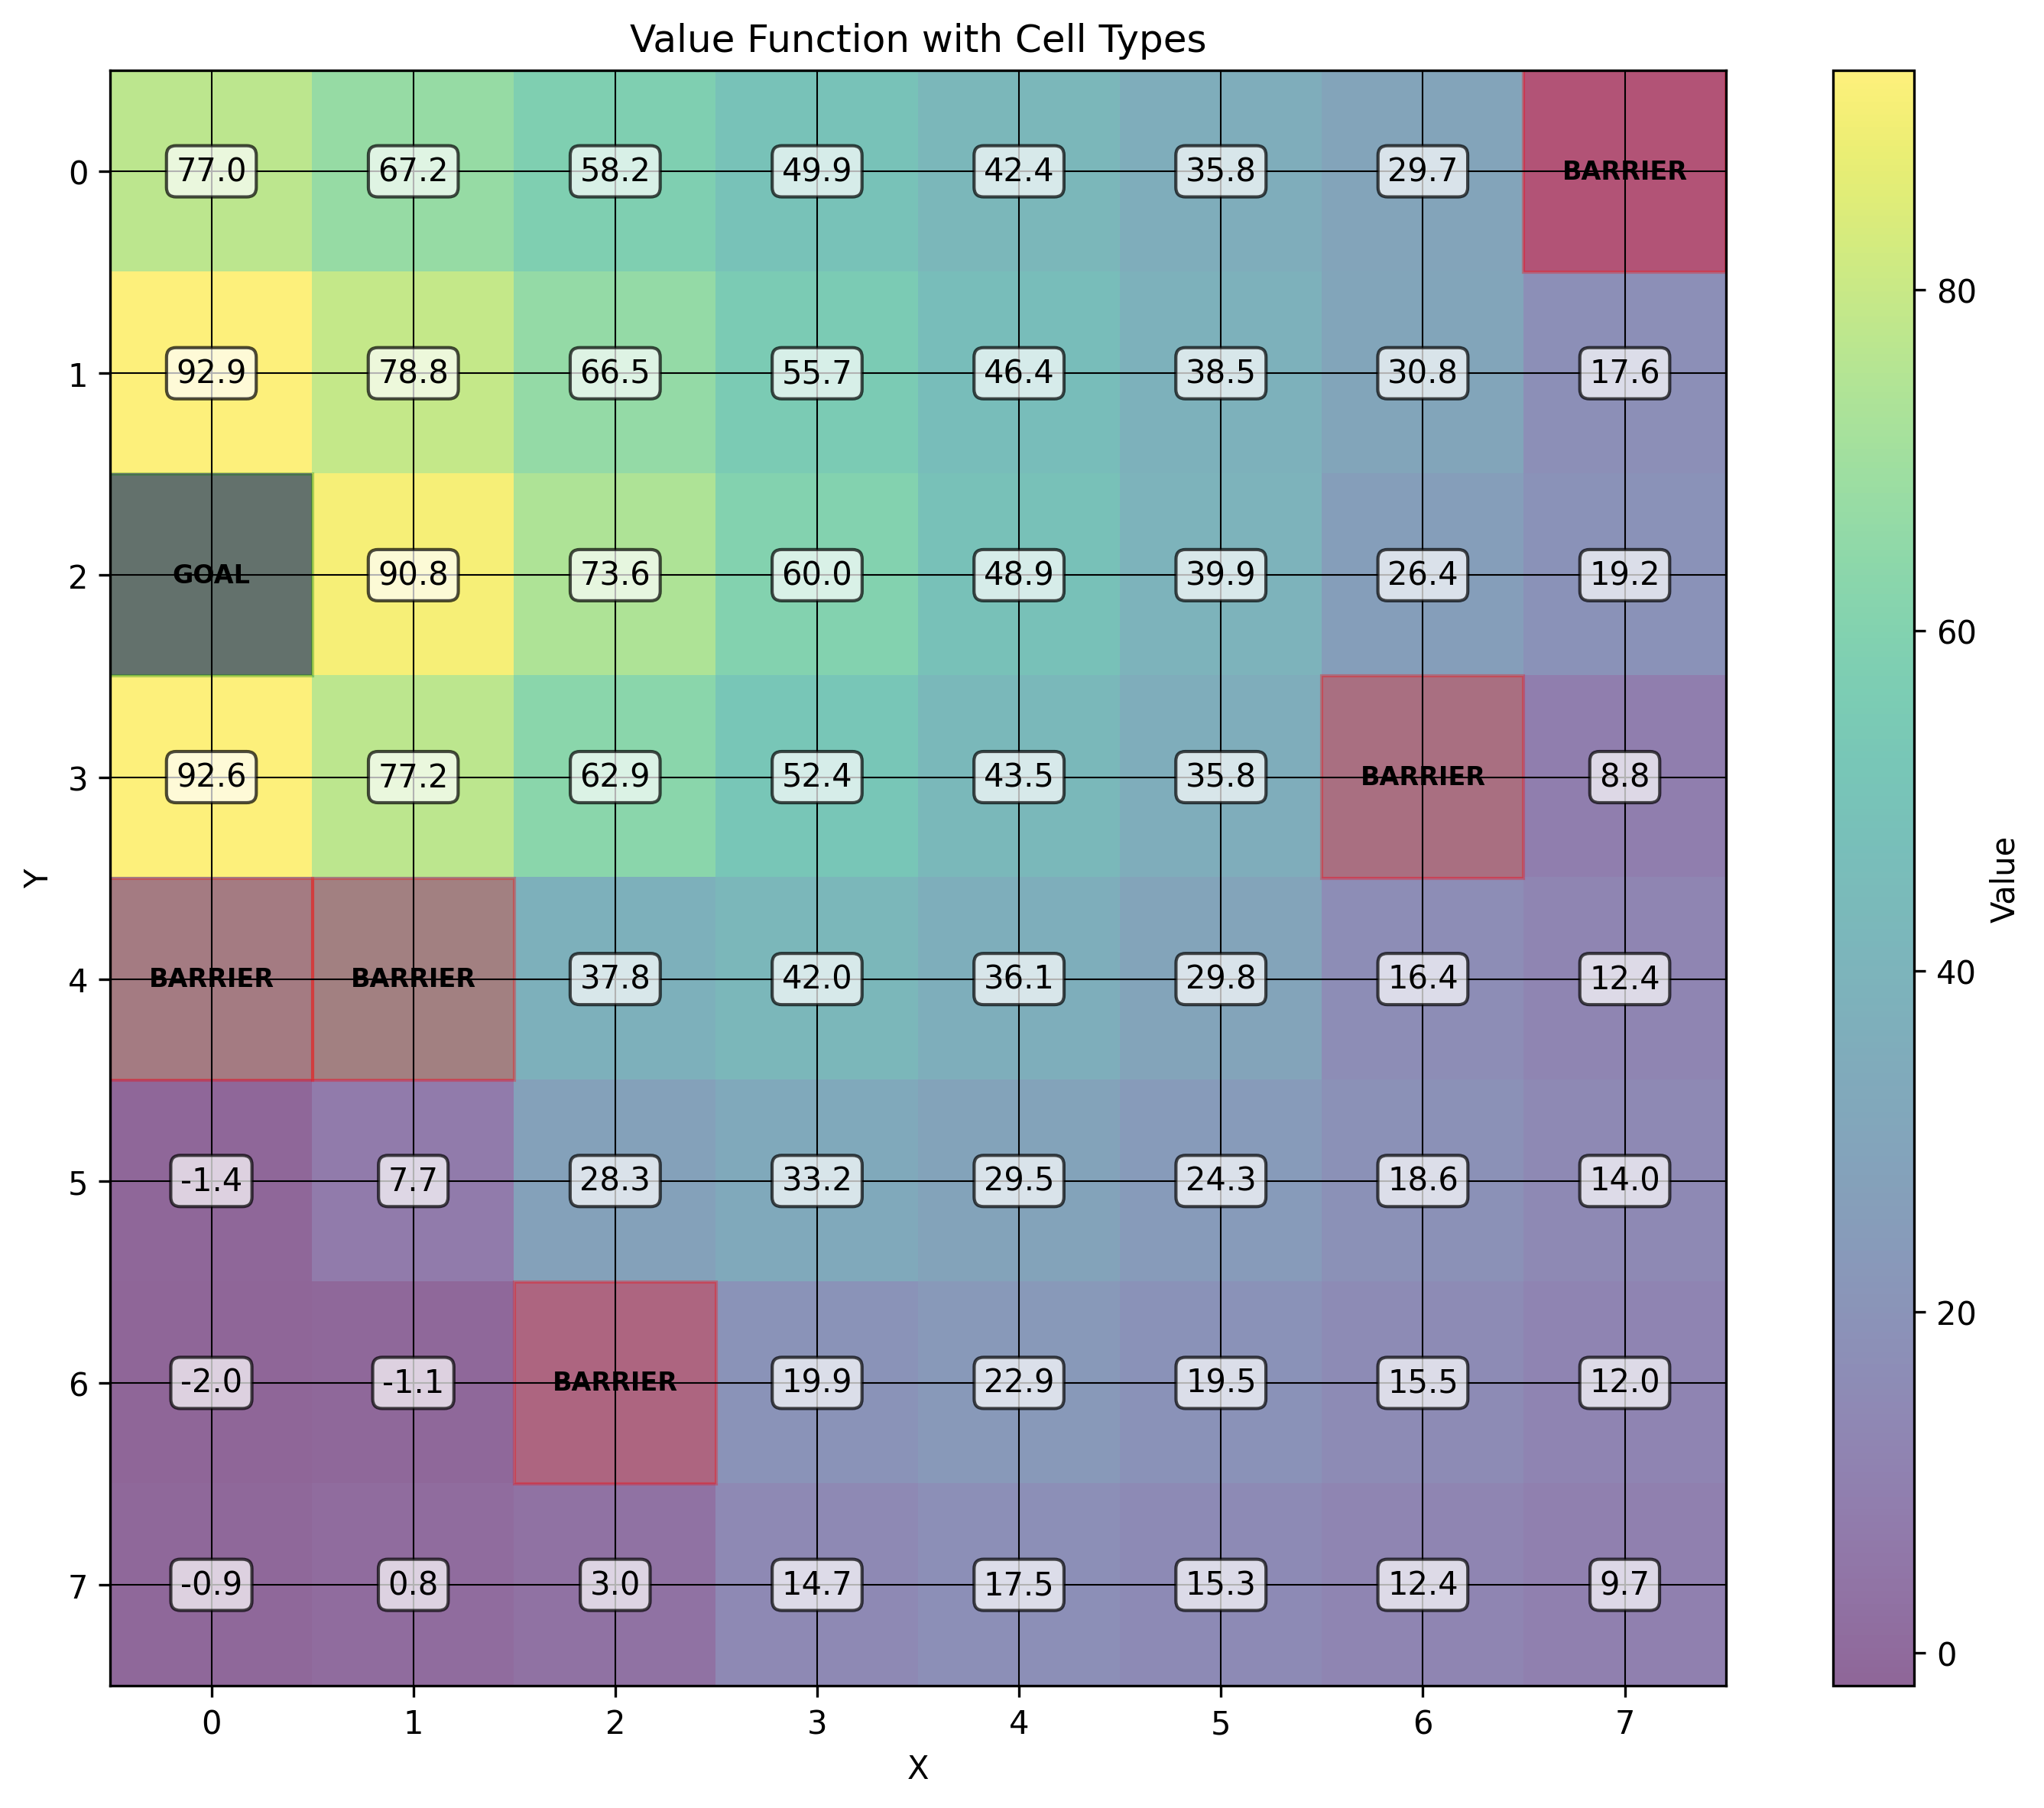 Value Function with Cell Types
0 77.0 67.2 58.2 49.9 42.4 35.8 29.7 BARRIER
1 92.9 78.8 66.5 55.7 46.4 38.5 30.8 17.6
2 GOAL 90.8 73.6 60.0 48.9 39.9 26.4 19.2
3 92.6 77.2 62.9 52.4 43.5 35.8 BARRIER 8.8
4 BARRIER BARRIER 37.8 42.0 36.1 29.8 16.4 12.4
5 -1.4 7.7 28.3 33.2 29.5 24.3 18.6 14.0
6 -2.0 -1.1 BARRIER 19.9 22.9 19.5 15.5 12.0
7 -0.9 0.8 3.0 14.7 17.5 15.3 12.4 9.7
0 1 2 3 4 5 6 7
X
Y
80
60
40
20
0
Value